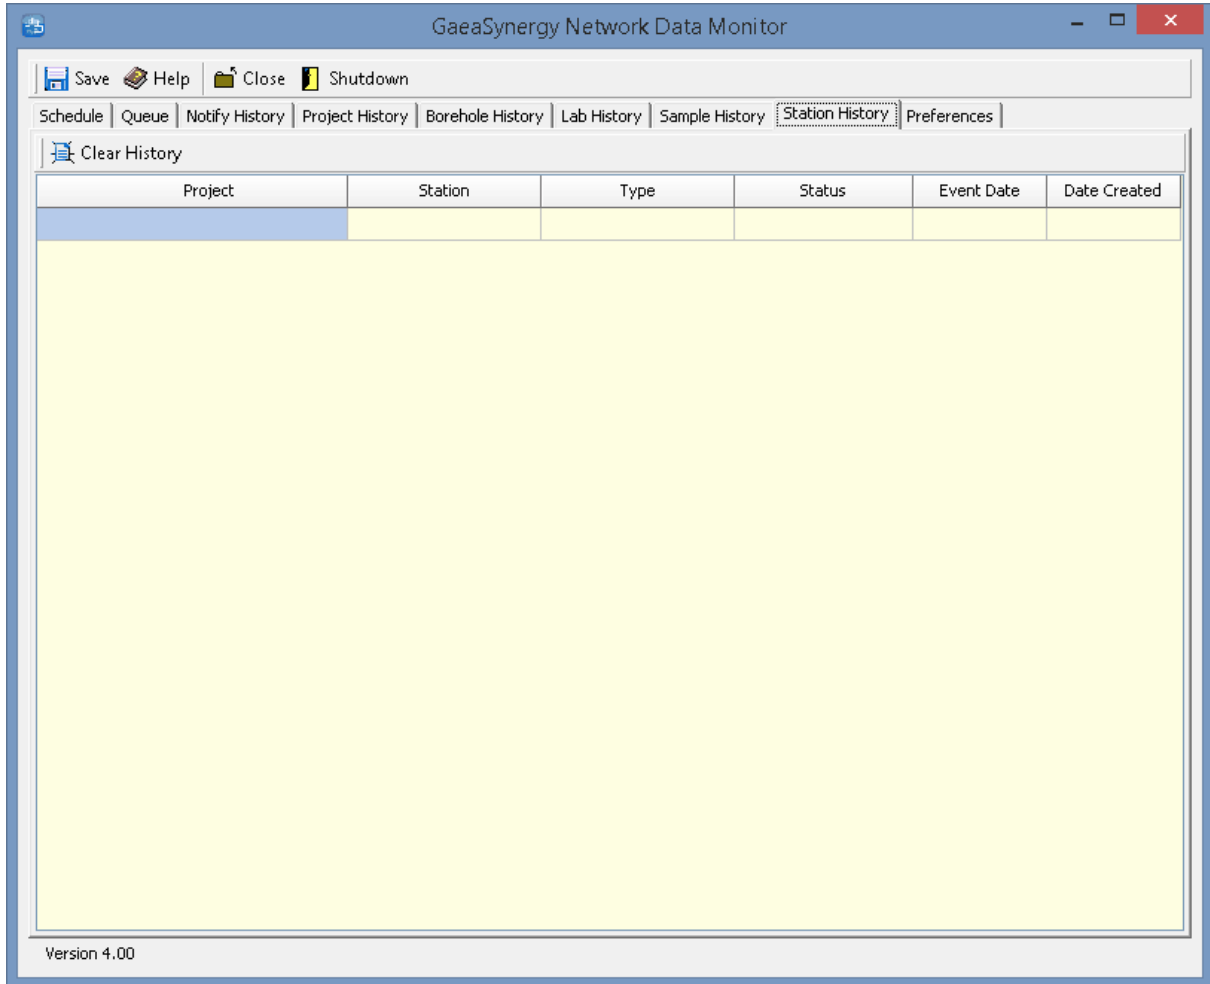 GaeaSynergy Network Data Monitor
Save Help Close Shutdown
Schedule Queue Notify History Project History Borehole History Lab History Sample History Station History Preferences
Clear History
Project Station Type Status Event Date Date Created
Version 4.00